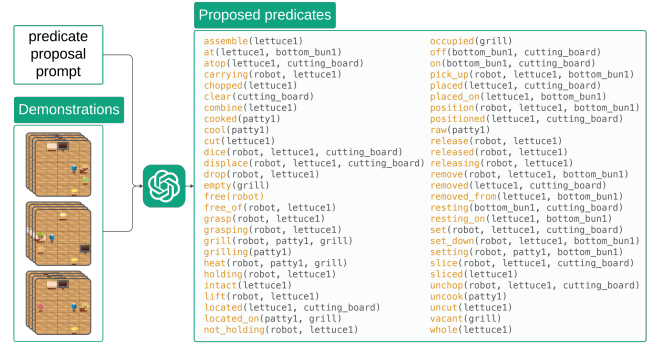 predicate
proposal
prompt
Demonstrations
Proposed predicates
assemble(lettuce1)
at(lettuce1, bottom_bun1)
atop(lettuce1, cutting_board)
carrying(robot, lettuce1)
chopped(lettuce1)
clear(cutting_board)
combine(lettuce1)
cooked(patty1)
cool(patty1)
cut(lettuce1)
dice(robot, lettuce1, cutting_board)
displace(robot, lettuce1, cutting_board)
drop(robot, lettuce1)
empty(grill)
free(robot)
free_of(robot, lettuce1)
grasp(robot, lettuce1)
grasping(robot, lettuce1)
grill(robot, patty1, grill)
grilling(patty1)
heat(robot, patty1, grill)
holding(robot, lettuce1)
intact(lettuce1)
lift(robot, lettuce1)
located(lettuce1, cutting_board)
located_on(patty1, grill)
not_holding(robot, lettuce1)
occupied(grill)
off(bottom_bun1, cutting_board)
on(bottom_bun1, cutting_board)
pick_up(robot, lettuce1, bottom_bun1)
placed(lettuce1, cutting_board)
placed_on(lettuce1, bottom_bun1)
position(robot, lettuce1, bottom_bun1)
positioned(lettuce1, cutting_board)
raw(patty1)
release(robot, lettuce1)
released(robot, lettuce1)
releasing(robot, lettuce1)
remove(robot, lettuce1, bottom_bun1)
removed(lettuce1, cutting_board)
removed_from(lettuce1, bottom_bun1)
resting(bottom_bun1, cutting_board)
resting_on(lettuce1, bottom_bun1)
set(robot, lettuce1, cutting_board)
set_down(robot, lettuce1, bottom_bun1)
setting(robot, patty1, bottom_bun1)
slice(robot, lettuce1, cutting_board)
sliced(lettuce1)
unchop(robot, lettuce1, cutting_board)
uncook(patty1)
uncut(lettuce1)
vacant(grill)
whole(lettuce1)